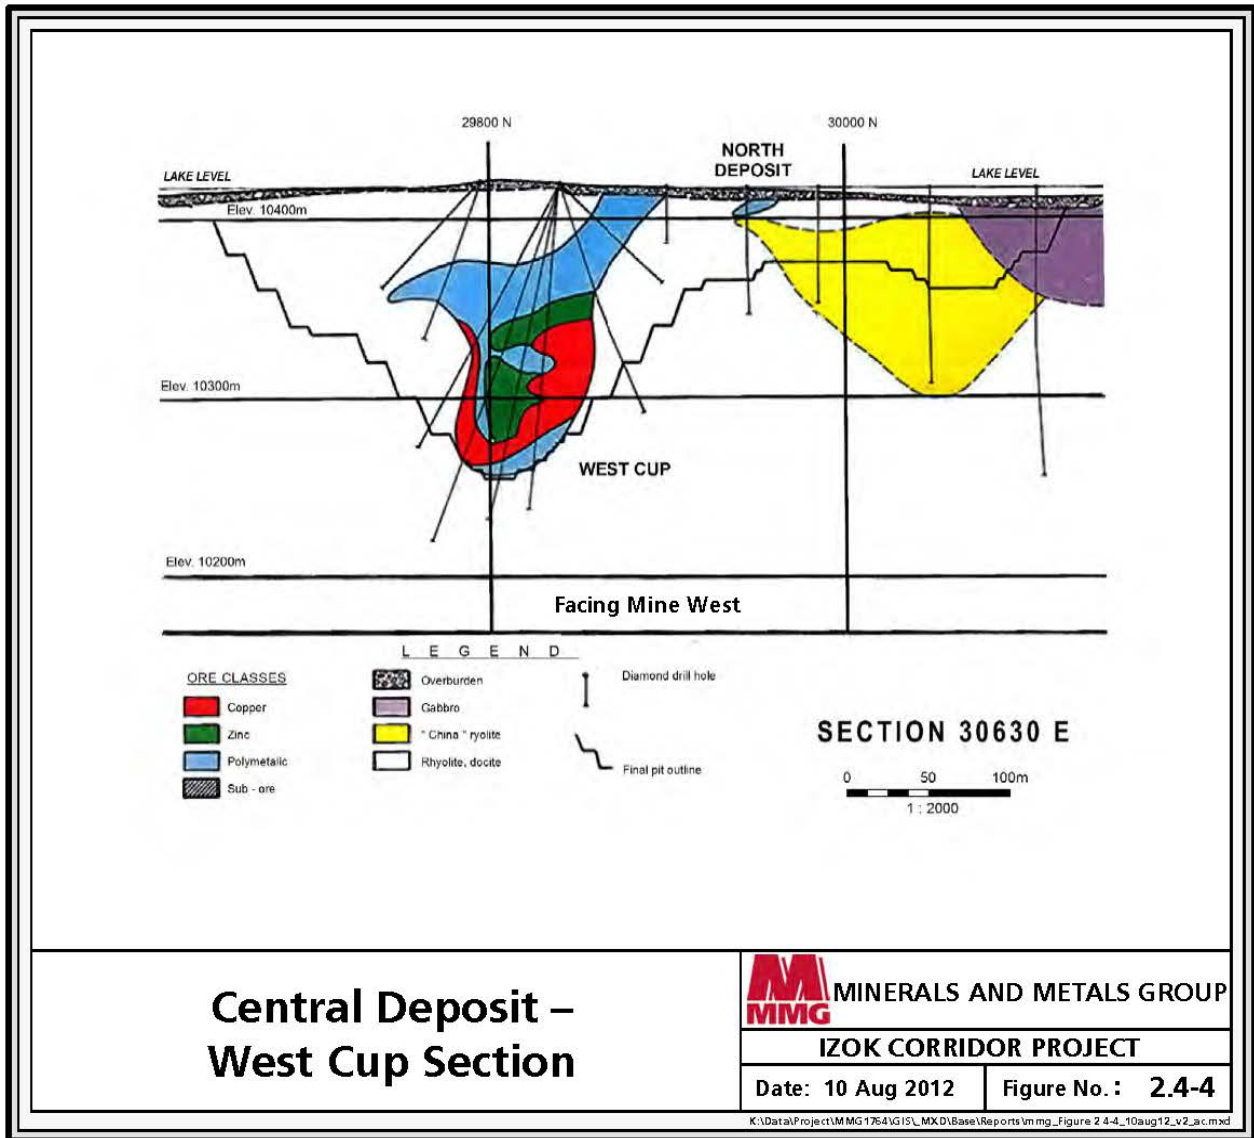 29800 N
30000 N
NORTH
DEPOSIT
LAKE LEVEL
LAKE LEVEL
Elev. 10400m
Elev. 10300m
WEST CUP
Elev. 10200m
Facing Mine West
L E G E N D
ORE CLASSES
Copper
Zinc
Polymetalic
Sub - ore
Overburden
Gabbro
" China " ryolite
Rhyolite, docite
Diamond drill hole
Final pit outline
SECTION 30630 E
0 50 100m
1 : 2000
Central Deposit –
West Cup Section
MMG
MINERALS AND METALS GROUP
IZOK CORRIDOR PROJECT
Date: 10 Aug 2012
Figure No. : 2.4-4
K:\Data\Project\MMG1764\GIS\_MXD\Base\Reports\mmg_Figure 2 4-4_10aug12_v2_ac.mxd